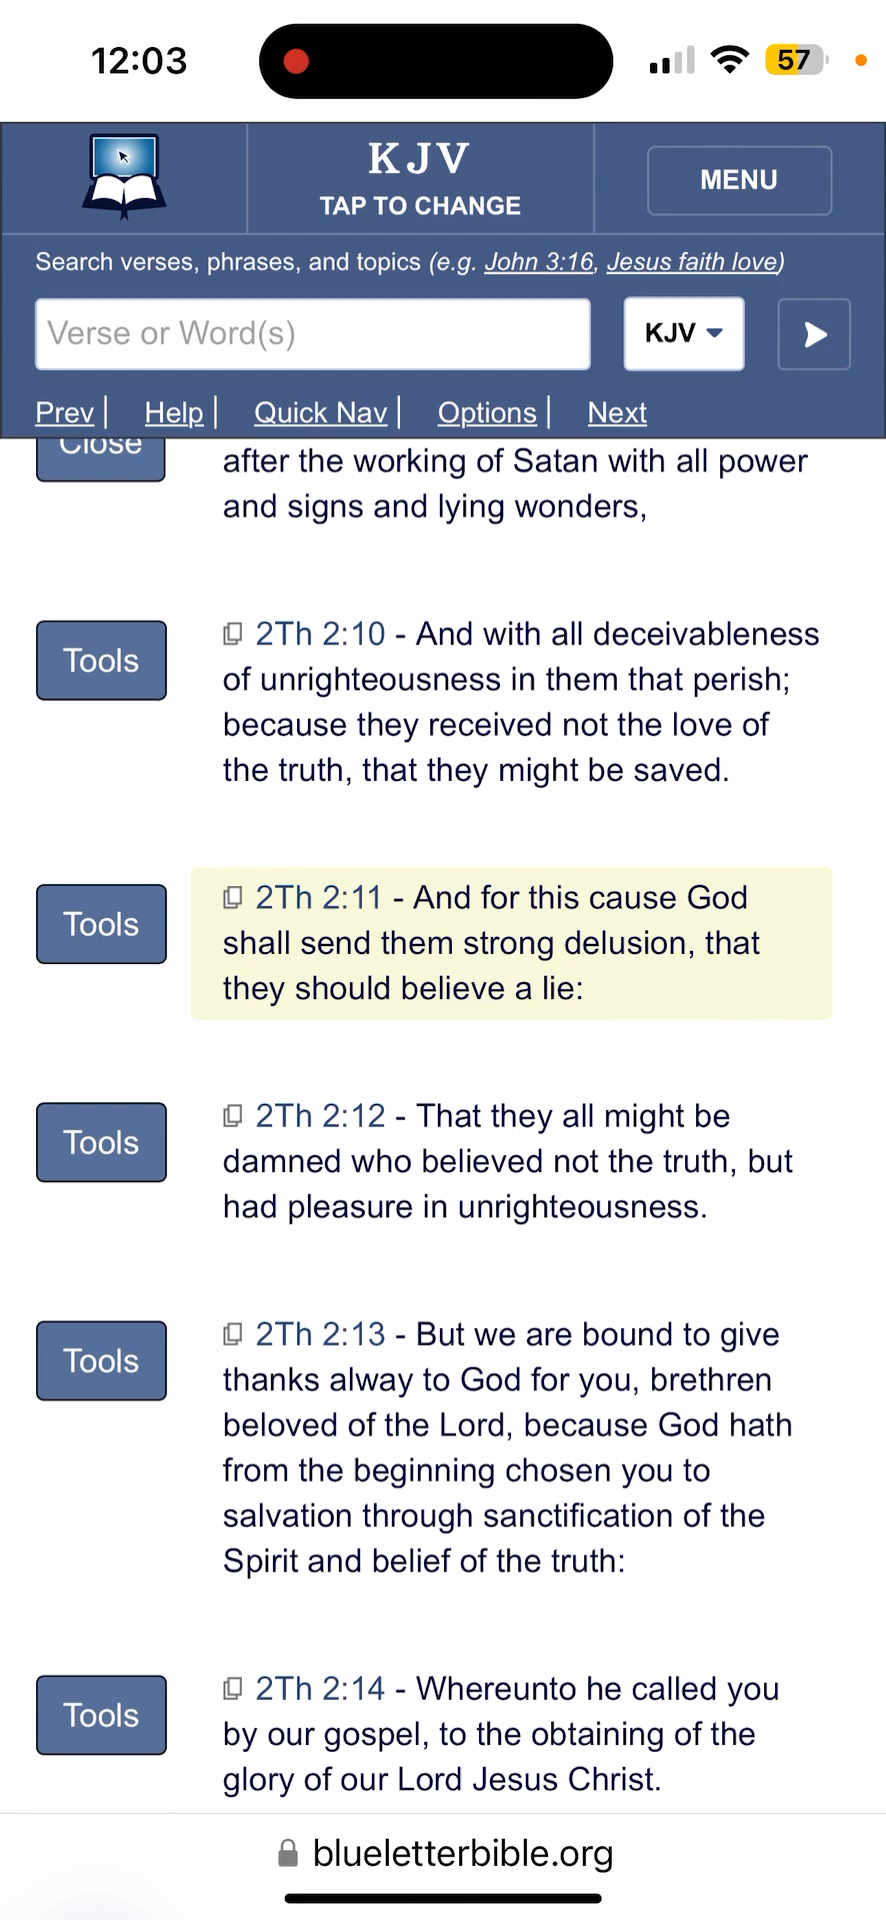 12:03
57
KJV
TAP TO CHANGE
MENU
Search verses, phrases, and topics (e.g. John 3:16, Jesus faith love)
Verse or Word(s)
KJV
Prev | Help | Quick Nav | Options | Next
Close
after the working of Satan with all power
and signs and lying wonders,
Tools
2Th 2:10 - And with all deceivableness
of unrighteousness in them that perish;
because they received not the love of
the truth, that they might be saved.
Tools
2Th 2:11 - And for this cause God
shall send them strong delusion, that
they should believe a lie:
Tools
2Th 2:12 - That they all might be
damned who believed not the truth, but
had pleasure in unrighteousness.
Tools
2Th 2:13 - But we are bound to give
thanks alway to God for you, brethren
beloved of the Lord, because God hath
from the beginning chosen you to
salvation through sanctification of the
Spirit and belief of the truth:
Tools
2Th 2:14 - Whereunto he called you
by our gospel, to the obtaining of the
glory of our Lord Jesus Christ.
blueletterbible.org